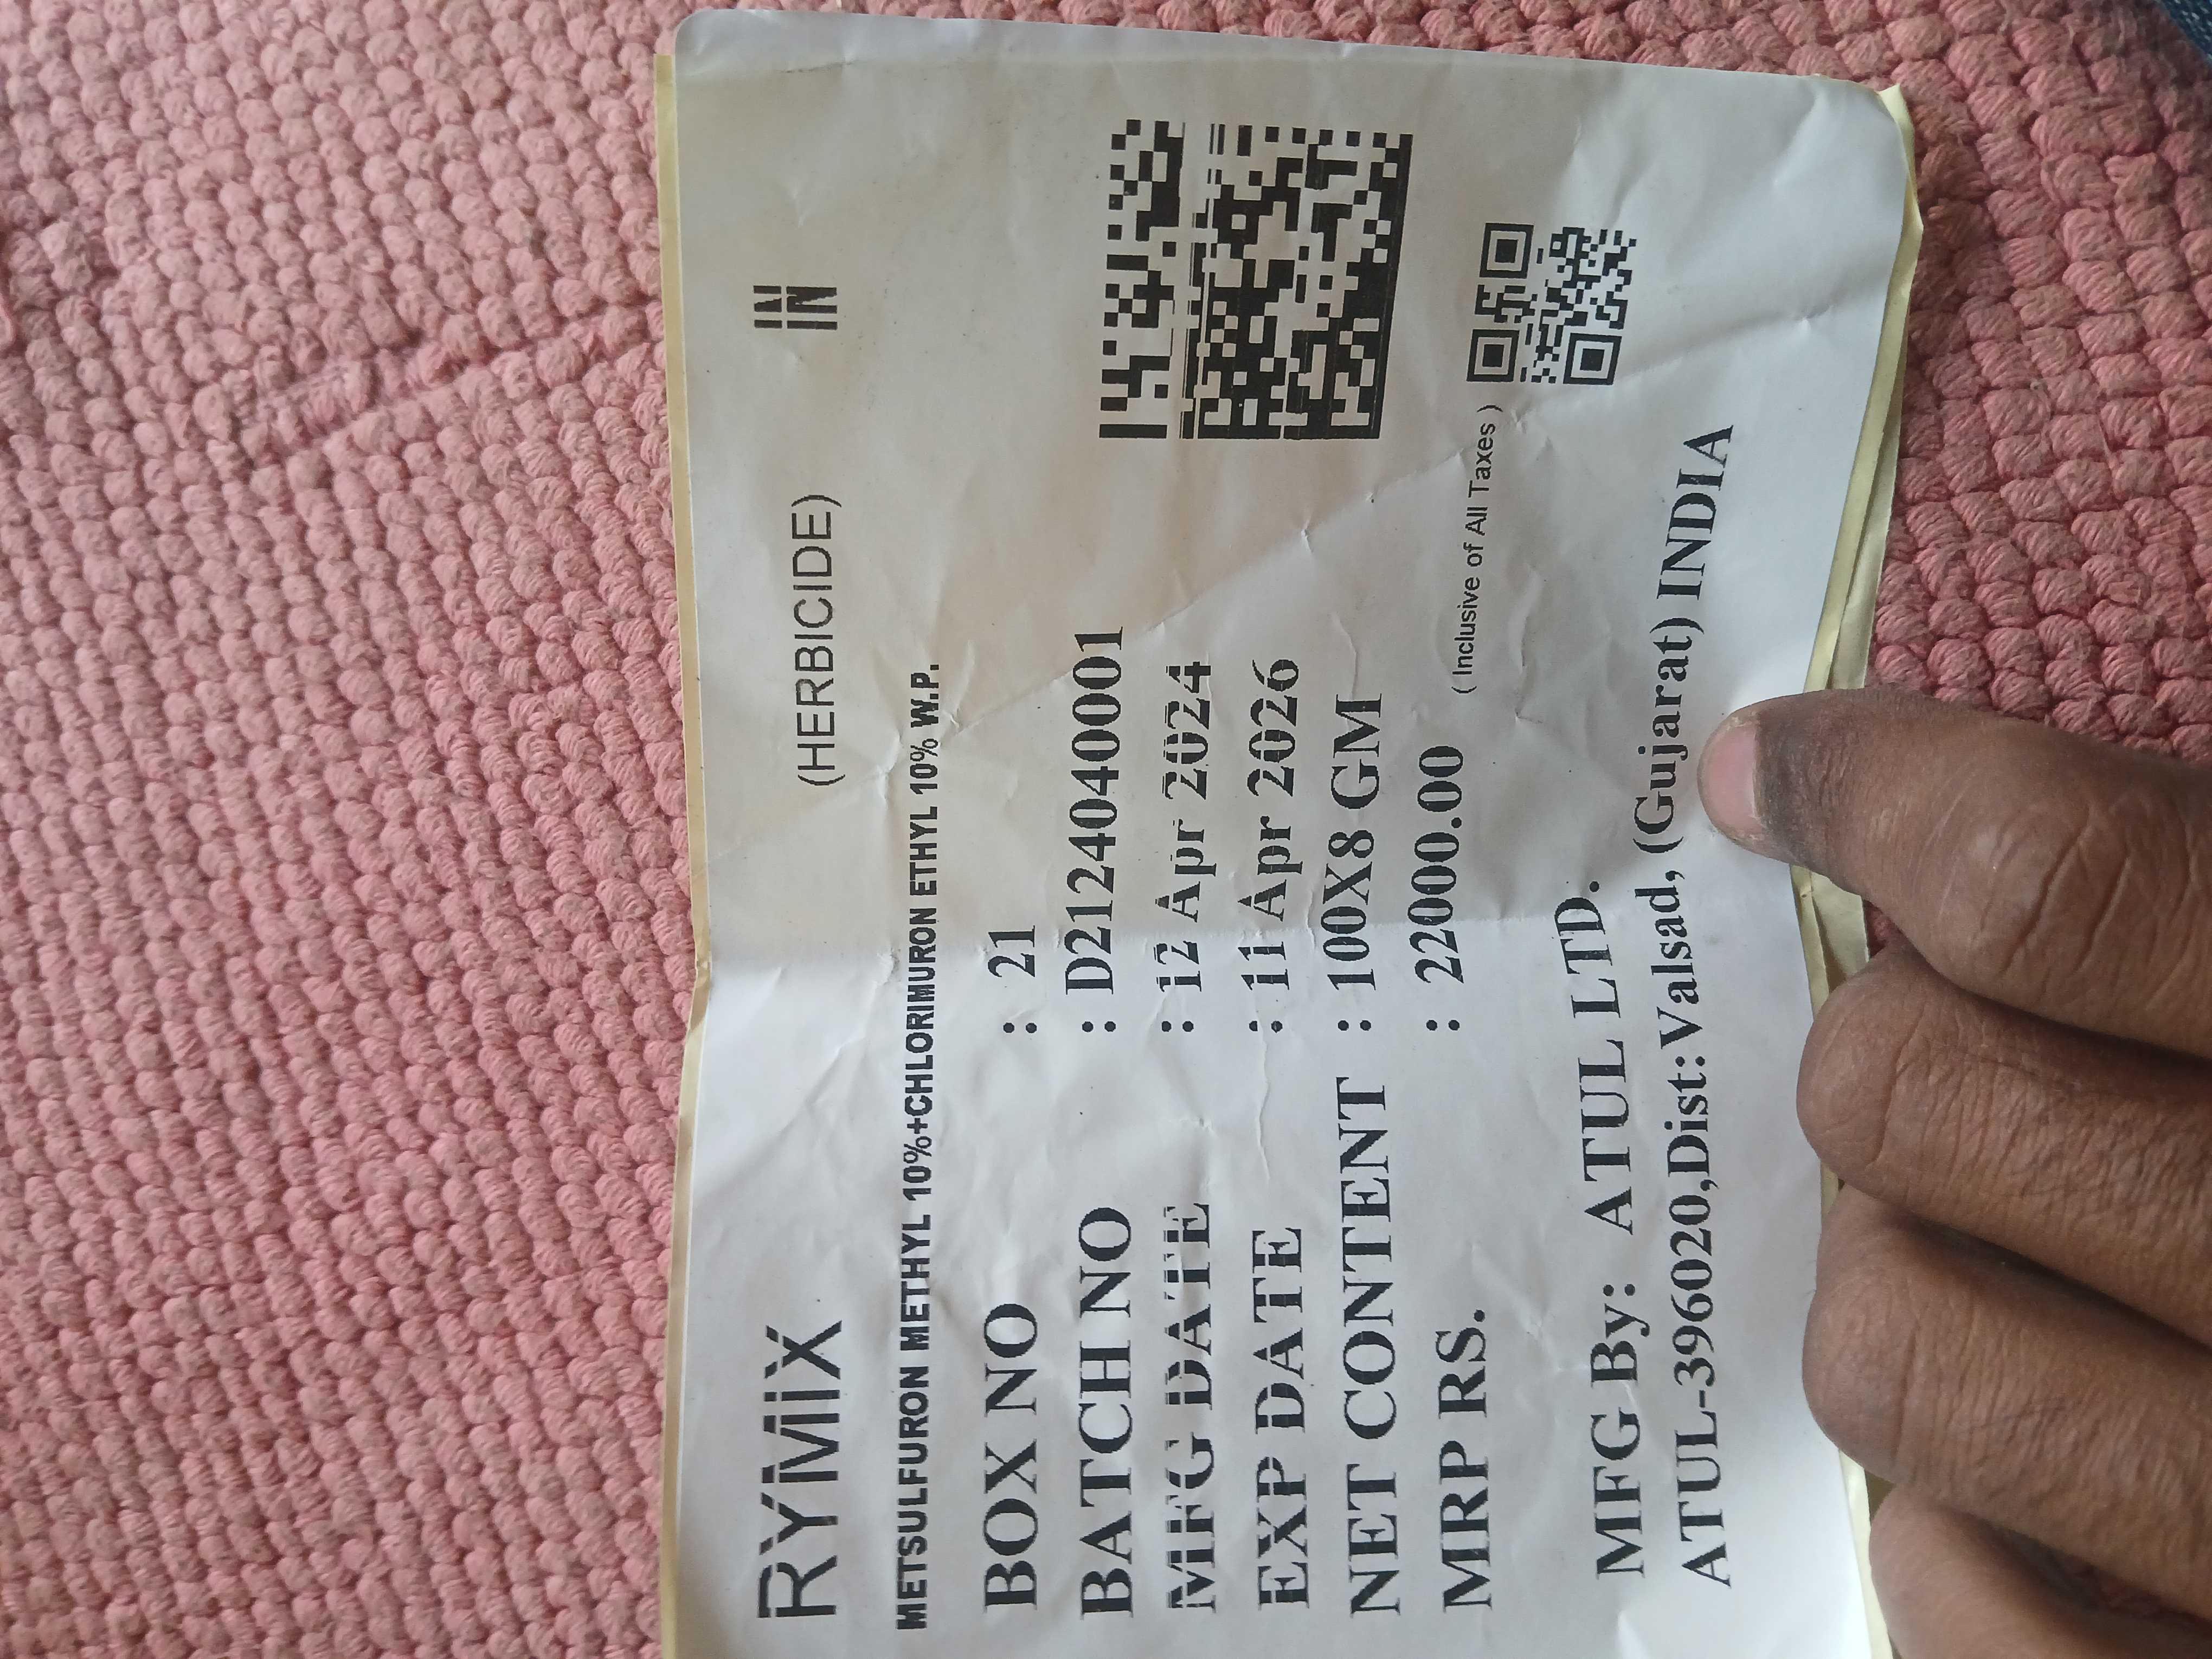 RYMIX (HERBICIDE) IN
METSULFURON METHYL 10%+CHLORIMURON ETHYL 10% W.P.
BOX NO : 21
BATCH NO : D2124040001
MFG DATE : 12 Apr 2024
EXP DATE : 11 Apr 2026
NET CONTENT : 100X8 GM
MRP RS. : 22000.00 ( Inclusive of All Taxes )
MFG By: ATUL LTD.
ATUL-396020,Dist: Valsad, (Gujarat) INDIA